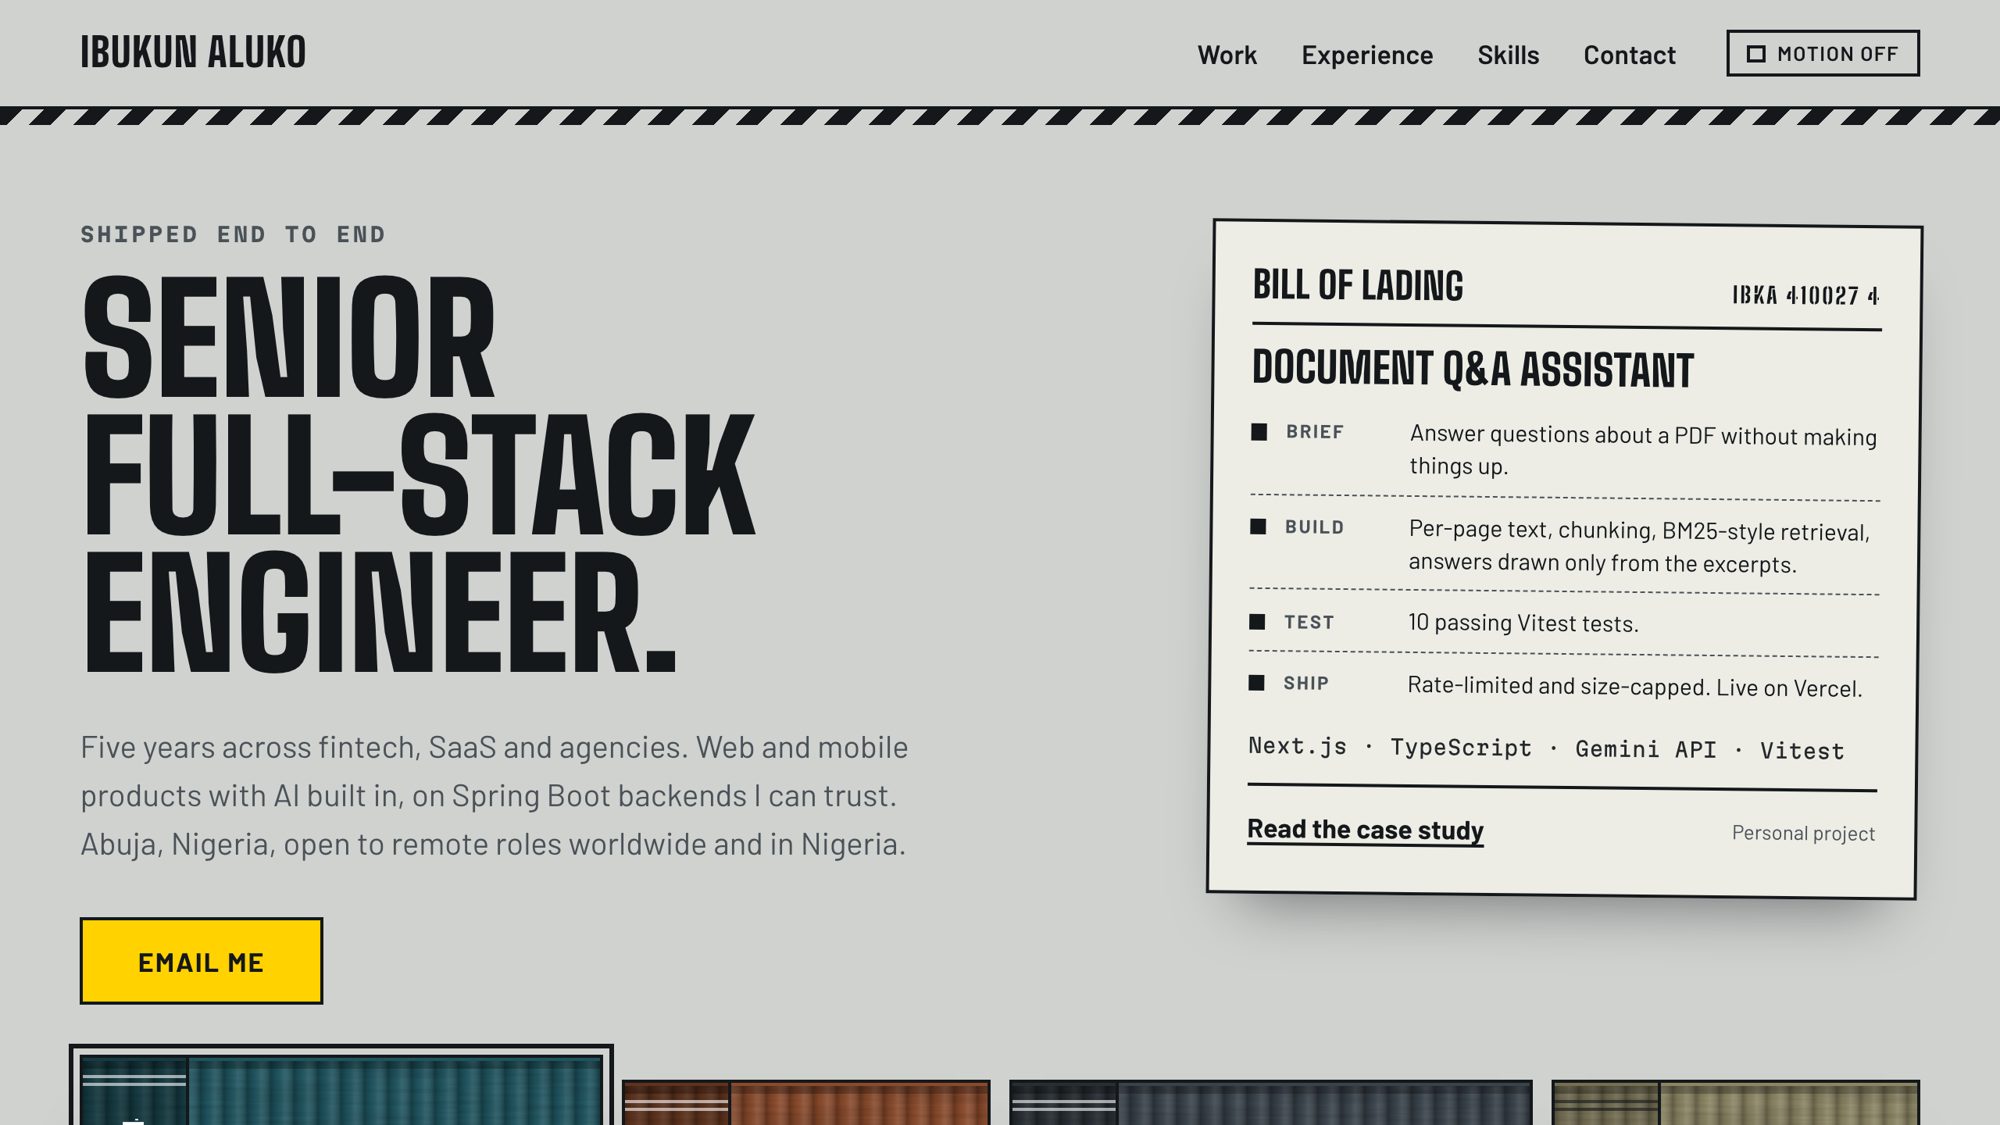 IBUKUN ALUKO
Work
Experience
Skills
Contact
MOTION OFF
SHIPPED END TO END
SENIOR
FULL-STACK
ENGINEER.
Five years across fintech, SaaS and agencies. Web and mobile
products with AI built in, on Spring Boot backends I can trust.
Abuja, Nigeria, open to remote roles worldwide and in Nigeria.
EMAIL ME
BILL OF LADING
IBKA 410027 4
DOCUMENT Q&A ASSISTANT
BRIEF
Answer questions about a PDF without making
things up.
BUILD
Per-page text, chunking, BM25-style retrieval,
answers drawn only from the excerpts.
TEST
10 passing Vitest tests.
SHIP
Rate-limited and size-capped. Live on Vercel.
Next.js · TypeScript · Gemini API · Vitest
Read the case study
Personal project